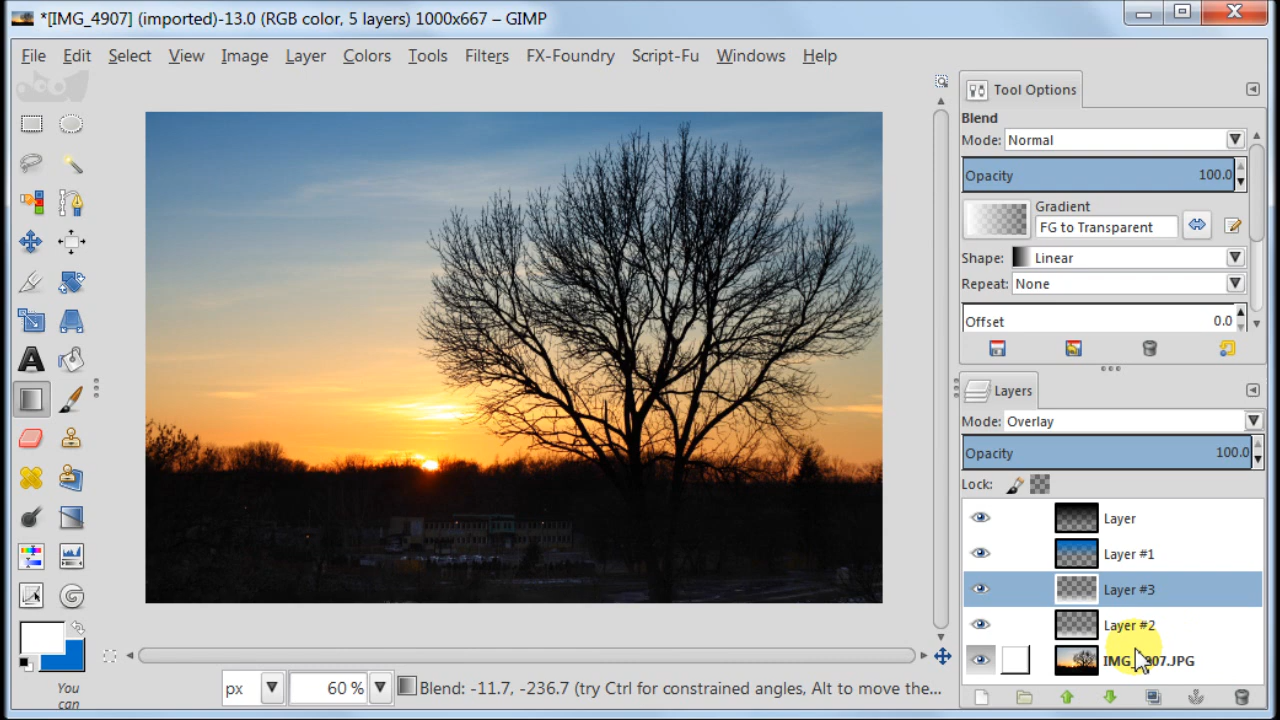 *[IMG_4907] (imported)-13.0 (RGB color, 5 layers) 1000x667 – GIMP
File Edit Select View Image Layer Colors Tools Filters FX-Foundry Script-Fu Windows Help
Tool Options
Blend
Mode: Normal
Opacity 100.0
Gradient
FG to Transparent
Shape: Linear
Repeat: None
Offset 0.0
Layers
Mode: Overlay
Opacity 100.0
Lock:
Layer
Layer #1
Layer #3
Layer #2
IMG_4907.JPG
You
can
px 60 % Blend: -11.7, -236.7 (try Ctrl for constrained angles, Alt to move the...